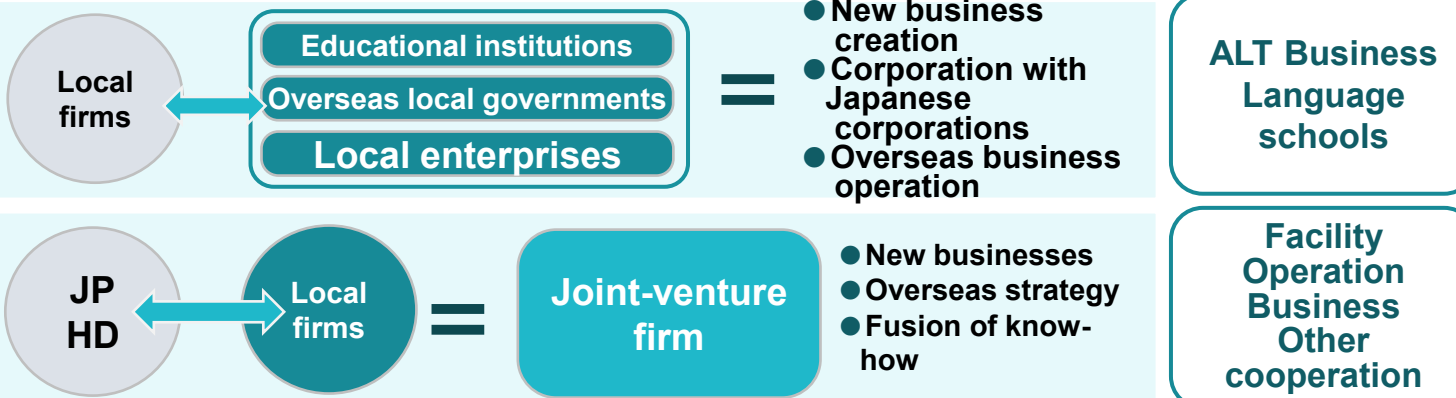 Local
firms
Educational institutions
Overseas local governments
Local enterprises
=
● New business
creation
● Corporation with
Japanese
corporations
● Overseas business
operation
ALT Business
Language
schools
JP
HD
Local
firms
=
Joint-venture
firm
● New businesses
● Overseas strategy
● Fusion of know-
how
Facility
Operation
Business
Other
cooperation